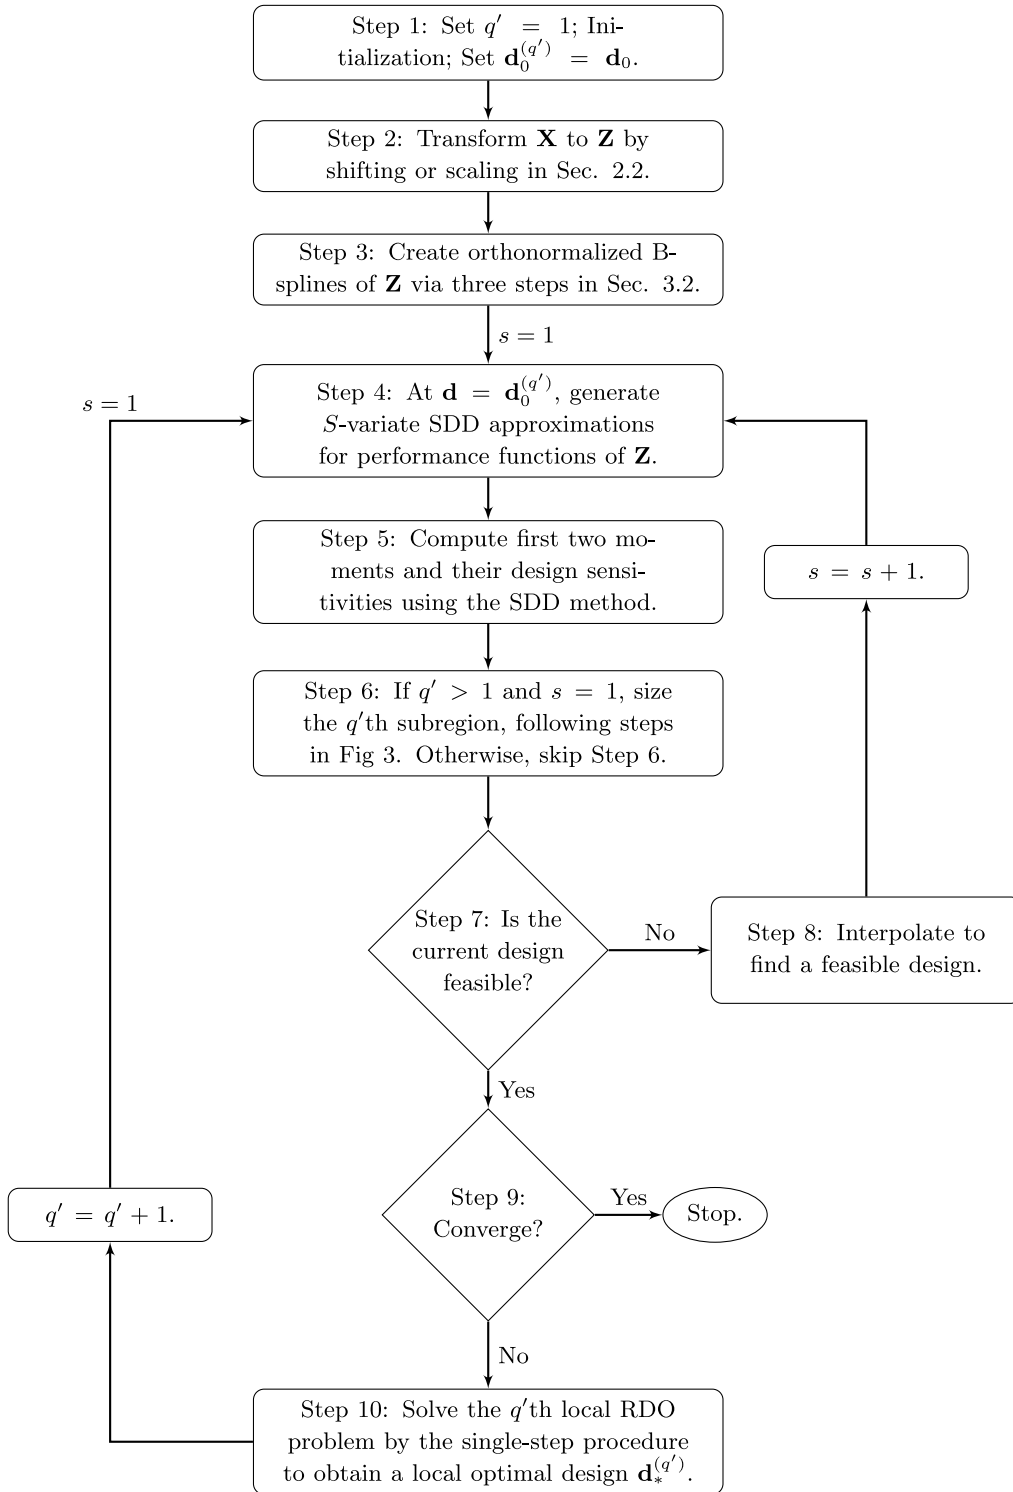 Step 1: Set q′ = 1; Ini-
tialization; Set d₀^(q′) = d₀.
Step 2: Transform X to Z by
shifting or scaling in Sec. 2.2.
Step 3: Create orthonormalized B-
splines of Z via three steps in Sec. 3.2.
s = 1
s = 1
Step 4: At d = d₀^(q′), generate
S-variate SDD approximations
for performance functions of Z.
Step 5: Compute first two mo-
ments and their design sensi-
tivities using the SDD method.
s = s + 1.
Step 6: If q′ > 1 and s = 1, size
the q′th subregion, following steps
in Fig 3. Otherwise, skip Step 6.
Step 7: Is the
current design
feasible?
No
Step 8: Interpolate to
find a feasible design.
Yes
Step 9:
Converge?
Yes
Stop.
q′ = q′ + 1.
No
Step 10: Solve the q′th local RDO
problem by the single-step procedure
to obtain a local optimal design d∗^(q′).